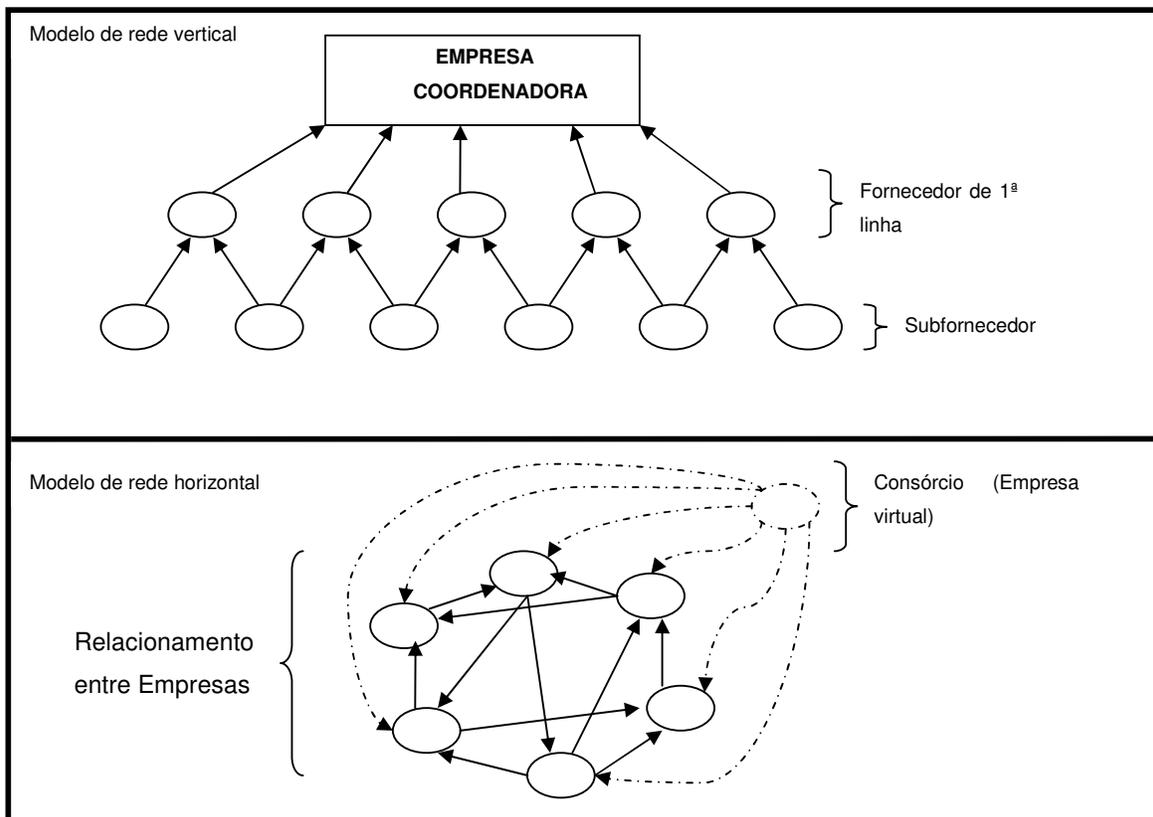 Modelo de rede vertical
EMPRESA
COORDENADORA
Fornecedor de 1ª
linha
Subfornecedor
Modelo de rede horizontal
Consórcio (Empresa
virtual)
Relacionamento
entre Empresas